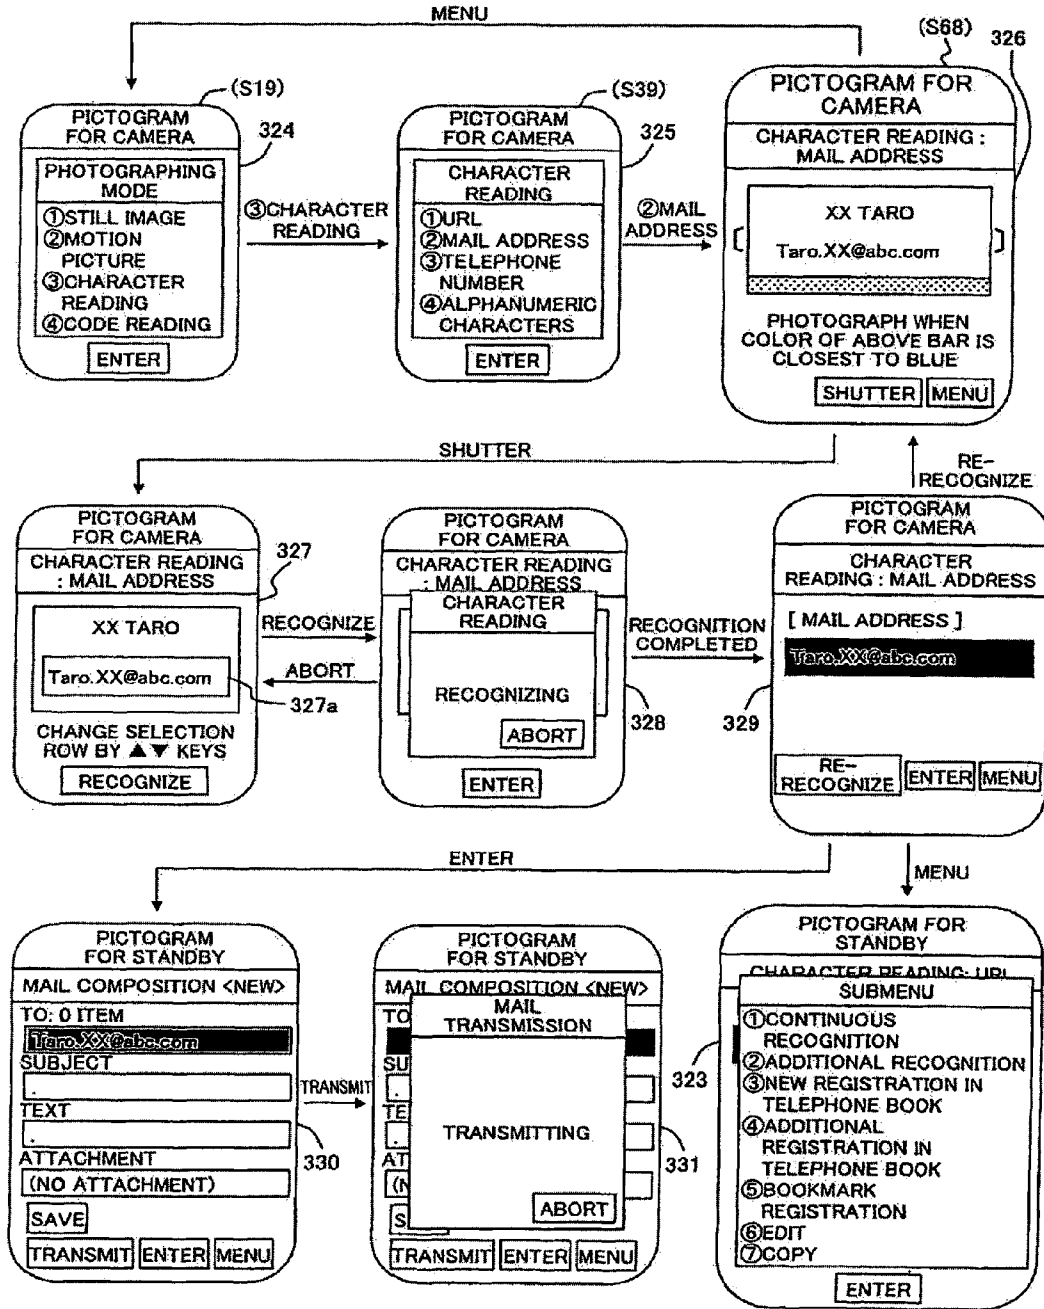 MENU
(S19)
PICTOGRAM
FOR CAMERA
324
PHOTOGRAPHING
MODE
①STILL IMAGE
②MOTION
PICTURE
③CHARACTER
READING
④CODE READING
ENTER
③CHARACTER
READING
(S39)
PICTOGRAM
FOR CAMERA
325
CHARACTER
READING
①URL
②MAIL ADDRESS
③TELEPHONE
NUMBER
④ALPHANUMERIC
CHARACTERS
ENTER
②MAIL
ADDRESS
(S68)
326
PICTOGRAM FOR
CAMERA
CHARACTER READING :
MAIL ADDRESS
XX TARO
Taro.XX@abc.com
PHOTOGRAPH WHEN
COLOR OF ABOVE BAR IS
CLOSEST TO BLUE
SHUTTER MENU
SHUTTER
RE-
RECOGNIZE
PICTOGRAM
FOR CAMERA
327
CHARACTER READING
: MAIL ADDRESS
XX TARO
Taro.XX@abc.com
327a
CHANGE SELECTION
ROW BY ▲▼ KEYS
RECOGNIZE
RECOGNIZE
ABORT
PICTOGRAM
FOR CAMERA
CHARACTER READING
: MAIL ADDRESS
CHARACTER
READING
RECOGNIZING
ABORT
ENTER
328
RECOGNITION
COMPLETED
PICTOGRAM
FOR CAMERA
CHARACTER
READING : MAIL ADDRESS
[ MAIL ADDRESS ]
Taro.XX@abc.com
329
RE-
RECOGNIZE ENTER MENU
ENTER
MENU
PICTOGRAM
FOR STANDBY
MAIL COMPOSITION <NEW>
TO: 0 ITEM
Taro.XX@abc.com
SUBJECT
.
TEXT
.
ATTACHMENT
(NO ATTACHMENT)
SAVE
TRANSMIT ENTER MENU
330
TRANSMIT
PICTOGRAM
FOR STANDBY
MAIL COMPOSITION <NEW>
TO
SU
.
TE
.
AT
(N
S
MAIL
TRANSMISSION
TRANSMITTING
ABORT
TRANSMIT ENTER MENU
331
PICTOGRAM FOR
STANDBY
CHARACTER READING: URL
323
SUBMENU
①CONTINUOUS
RECOGNITION
②ADDITIONAL RECOGNITION
③NEW REGISTRATION IN
TELEPHONE BOOK
④ADDITIONAL
REGISTRATION IN
TELEPHONE BOOK
⑤BOOKMARK
REGISTRATION
⑥EDIT
⑦COPY
ENTER